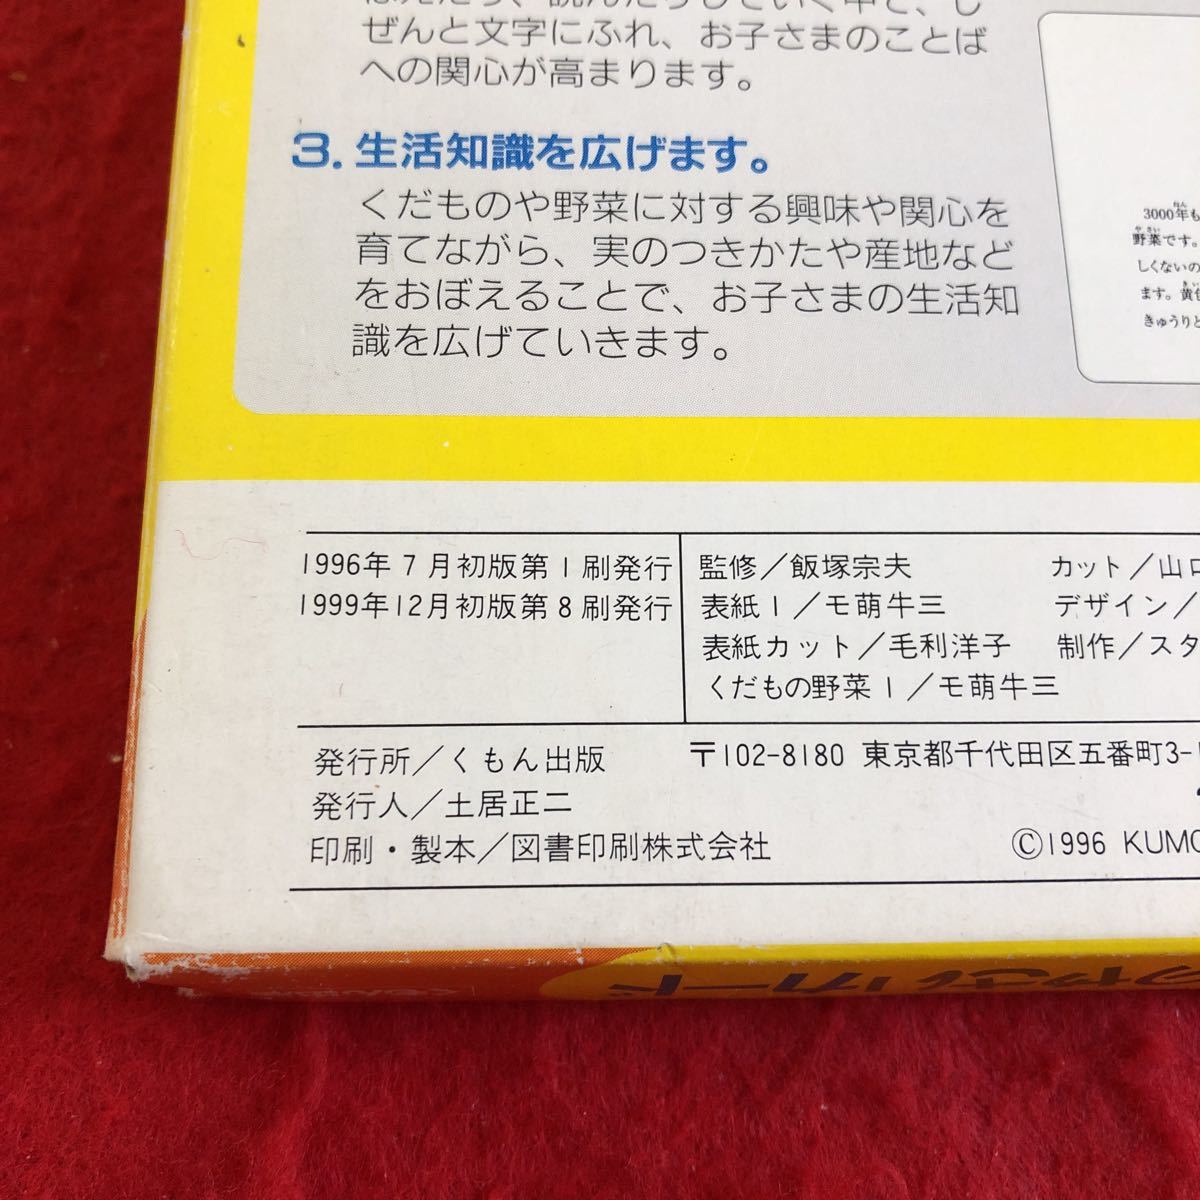 ぜんと文字にふれ、お子さまのことば
への関心が高まります。
3. 生活知識を広げます。
くだものや野菜に対する興味や関心を
育てながら、実のつきかたや産地など
をおぼえることで、お子さまの生活知
識を広げていきます。
3000年も
野菜です。
しくないの
ます。黄色
きゅうりと
1996年 7 月初版第 1 刷発行
1999年12月初版第 8 刷発行
監修／飯塚宗夫
表紙 I／モ萌牛三
表紙カット／毛利洋子
くだもの野菜 I／モ萌牛三
カット／山口
デザイン／
制作／スタ
発行所／くもん出版
〒102-8180 東京都千代田区五番町3-1
発行人／土居正二
印刷・製本／図書印刷株式会社
©1996 KUMO
やさいカード